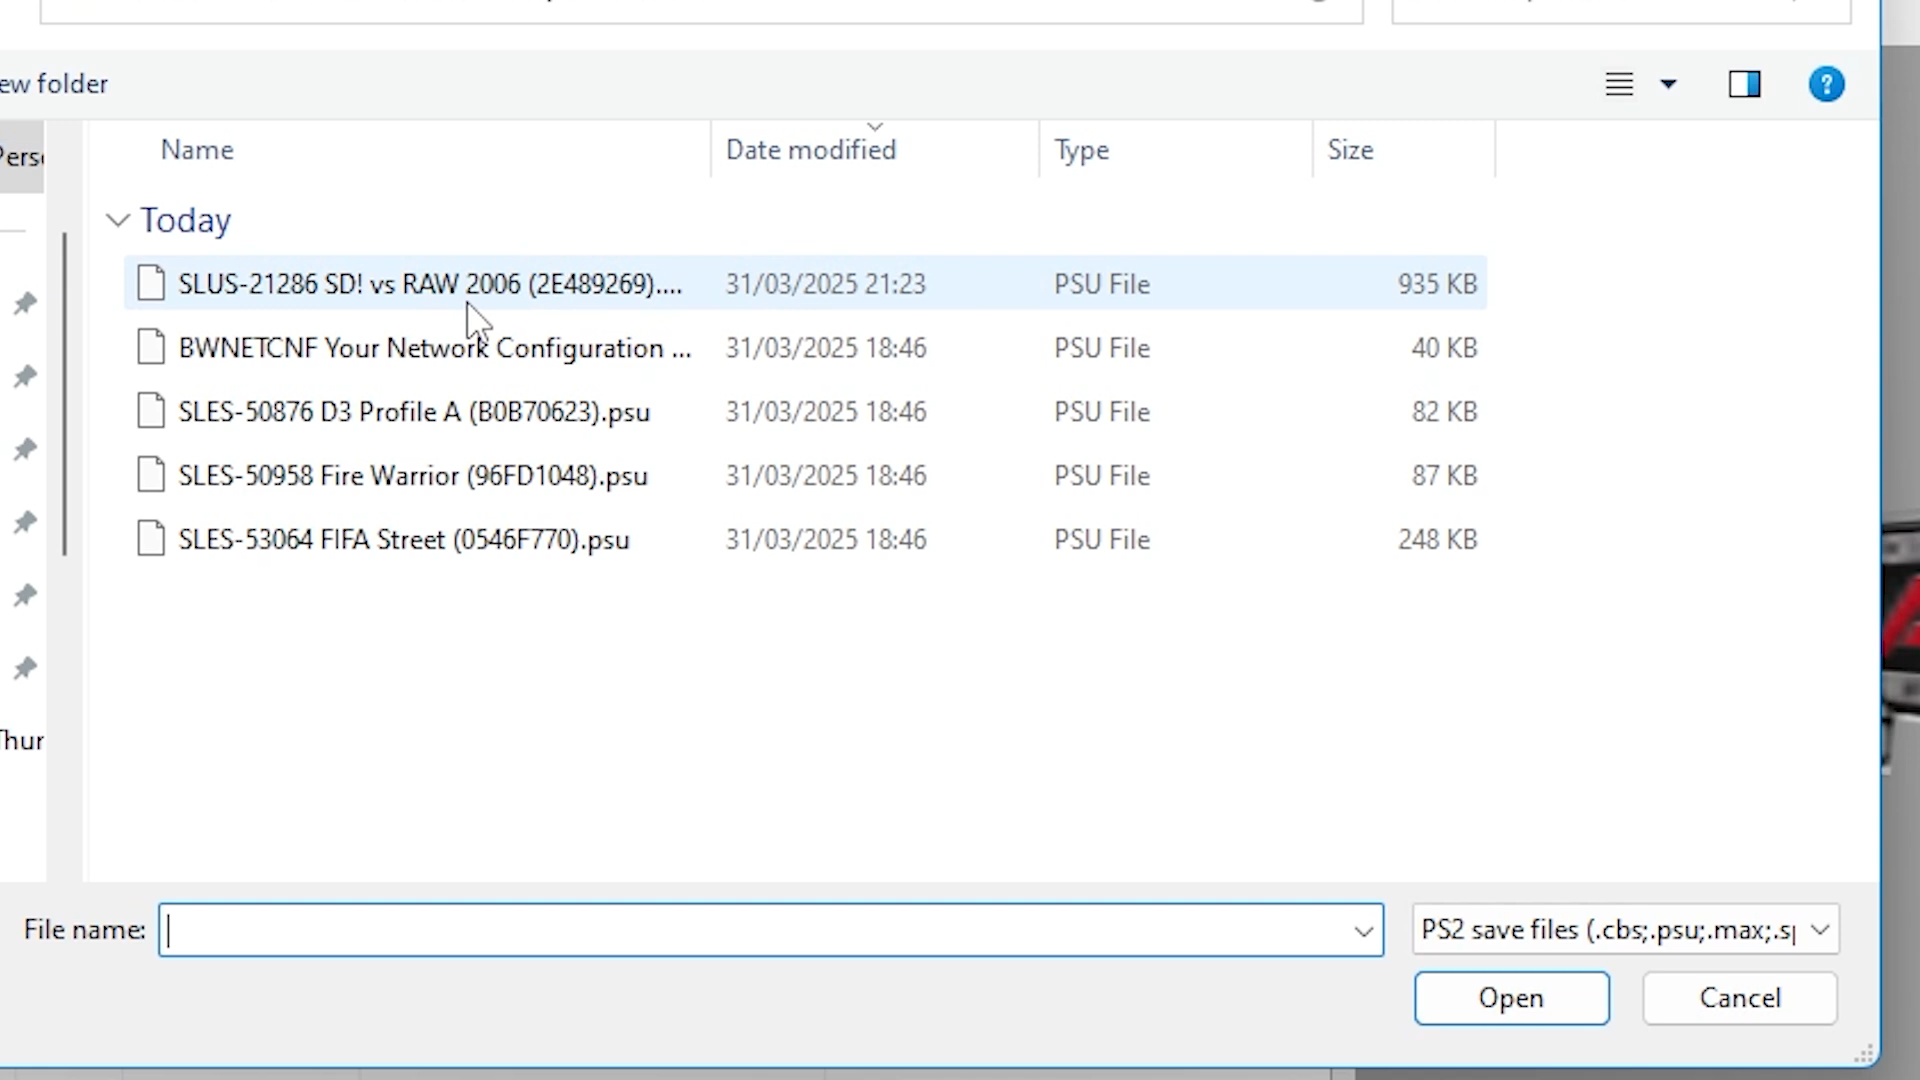 ew folder
Perso
Name Date modified Type Size
Today
SLUS-21286 SD! vs RAW 2006 (2E489269).... 31/03/2025 21:23 PSU File 935 KB
BWNETCNF Your Network Configuration ... 31/03/2025 18:46 PSU File 40 KB
SLES-50876 D3 Profile A (B0B70623).psu 31/03/2025 18:46 PSU File 82 KB
SLES-50958 Fire Warrior (96FD1048).psu 31/03/2025 18:46 PSU File 87 KB
SLES-53064 FIFA Street (0546F770).psu 31/03/2025 18:46 PSU File 248 KB
Thur
File name: PS2 save files (.cbs;.psu;.max;.sp
Open Cancel